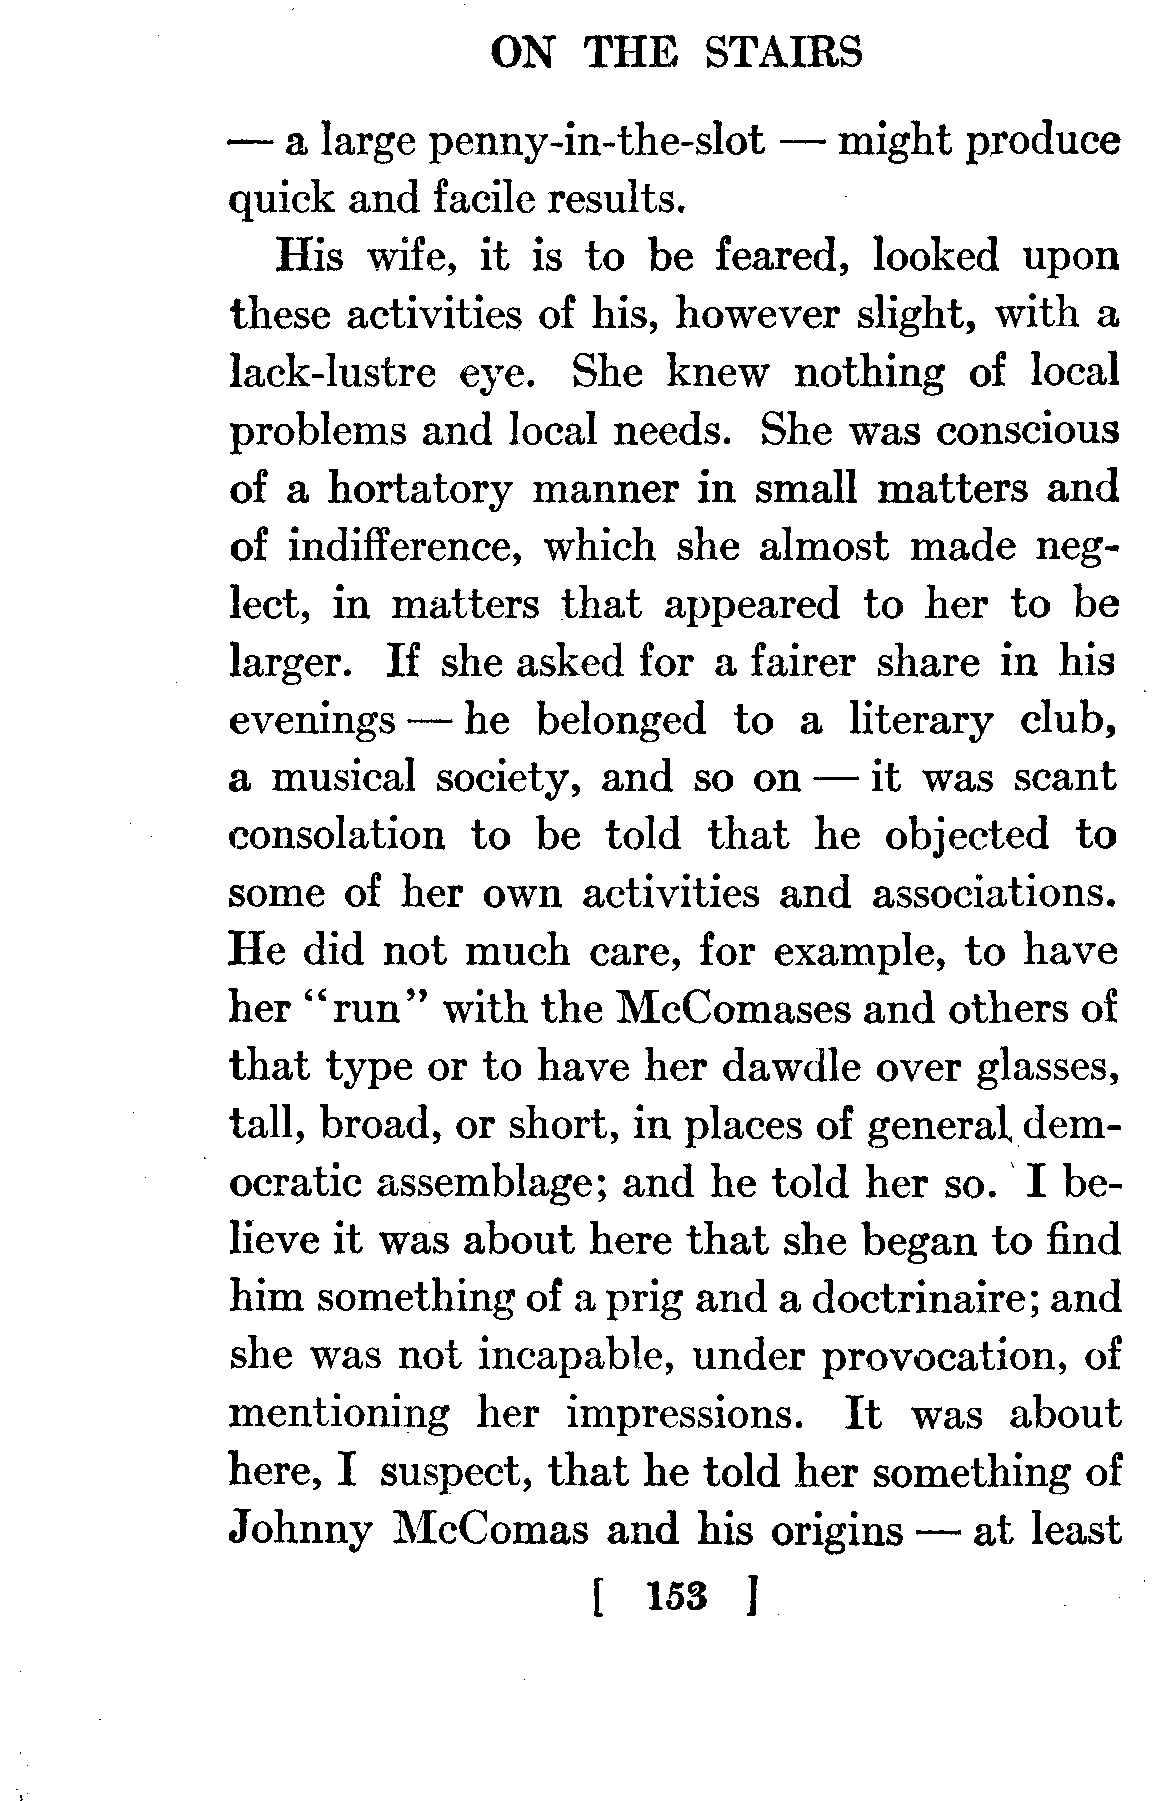 ON THE STAIRS
— a large penny-in-the-slot — might produce
quick and facile results.
His wife, it is to be feared, looked upon
these activities of his, however slight, with a
lack-lustre eye. She knew nothing of local
problems and local needs. She was conscious
of a hortatory manner in small matters and
of indifference, which she almost made neg-
lect, in matters that appeared to her to be
larger. If she asked for a fairer share in his
evenings — he belonged to a literary club,
a musical society, and so on — it was scant
consolation to be told that he objected to
some of her own activities and associations.
He did not much care, for example, to have
her “run” with the McComases and others of
that type or to have her dawdle over glasses,
tall, broad, or short, in places of general dem-
ocratic assemblage; and he told her so. I be-
lieve it was about here that she began to find
him something of a prig and a doctrinaire; and
she was not incapable, under provocation, of
mentioning her impressions. It was about
here, I suspect, that he told her something of
Johnny McComas and his origins — at least
[ 153 ]